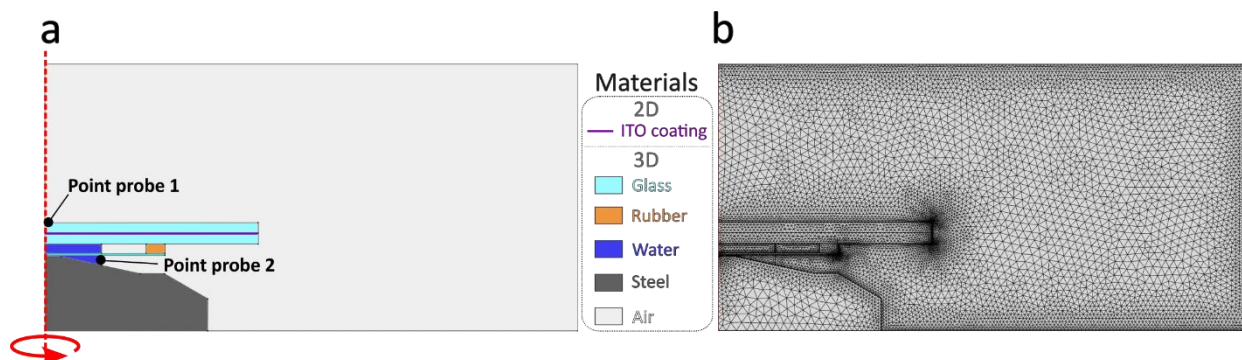 a
Point probe 1
Point probe 2
Materials
2D
ITO coating
3D
Glass
Rubber
Water
Steel
Air
b